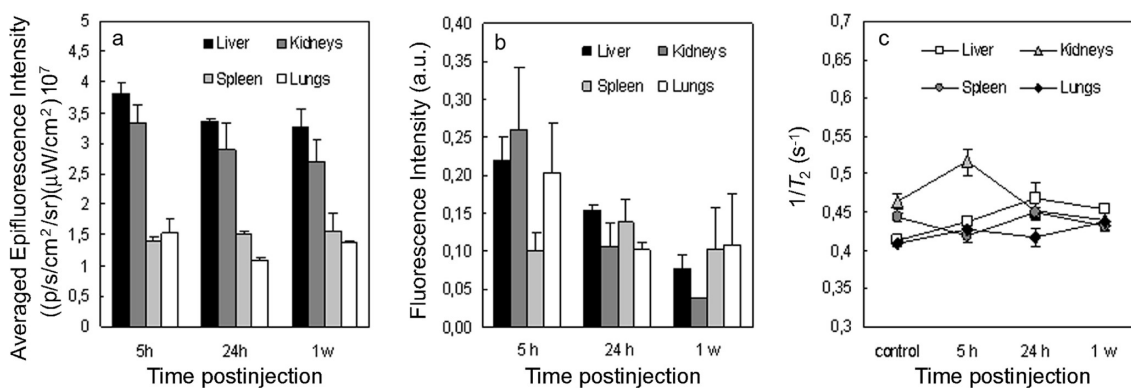 a
Averaged Epifluorescence Intensity
((p/s/cm²/sr)(μW/cm²)10⁷
5
4,5
4
3,5
3
2,5
2
1,5
1
0,5
0
Liver Kidneys
Spleen Lungs
5h 24h 1 w
Time postinjection
b
Fluorescence Intensity (a.u.)
0,40
0,35
0,30
0,25
0,20
0,15
0,10
0,05
0,00
Liver Kidneys
Spleen Lungs
5 h 24 h 1 w
Time postinjection
c
1/T₂ (s⁻¹)
0,7
0,65
0,6
0,55
0,5
0,45
0,4
0,35
0,3
Liver Kidneys
Spleen Lungs
control 5 h 24 h 1 w
Time postinjection